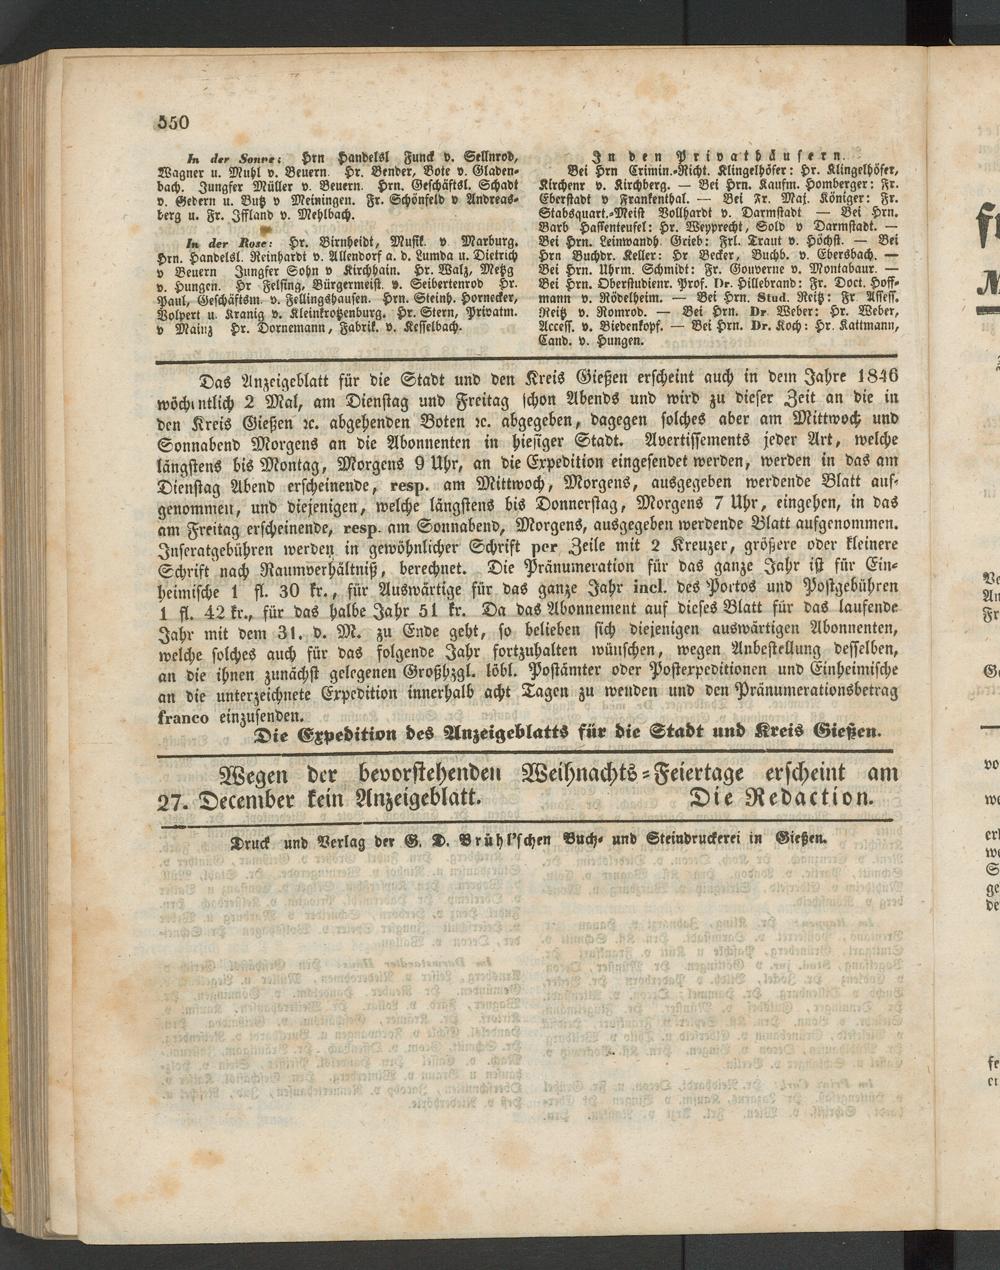 550
In der Sonne: Hrn Handelsl Funck v. Sellnrod,
Wagner u. Muhl v. Beuern. Hr. Bender, Bote v. Gladen-
bach. Jungfer Müller v. Beuern. Hrn. Geschäftsl. Schadt
v. Gedern u. Butz v Meiningen. Fr. Schönfeld v Andreas-
berg u. Fr. Iffland v. Mehlbach.
In der Rose: Hr. Birnheidt, Musik. v. Marburg.
Hrn. Handelsl. Reinhardt v. Allendorf a. d. Lumda u. Dietrich
v Beuern Jungfer Sohn v Kirchhain. Hr. Walz, Metzg
v. Hungen. Hr Felsing, Bürgermeist. v. Seibertenrod Hr.
Paul, Geschäftsm. v. Fellingshausen. Hrn. Steinh. Hornecker,
Volpert u. Kranig v. Kleinkrotzenburg. Hr. Stern, Privatm.
v Mainz Hr. Dornemann, Fabrik. v. Kesselbach.
In den Privathäusern.
Bei Hrn Crimin.-Richt. Klingelhöfer: Hr. Klingelhöfer,
Kirchenr v. Kirchberg. — Bei Hrn. Kaufm. Homberger: Fr.
Eberstadt v Frankenthal. — Bei Fr. Maj. Königer: Fr.
Stabsquart.-Meist Vollhardt v. Darmstadt — Bei Hrn.
Barb Haffenteufel: Hr. Weypprecht, Sold v Darmstadt. —
Bei Hrn. Leinwandh. Grieb: Frl. Traut v. Höchst. — Bei
Hrn Buchdr. Keller: Hr Becker, Buchb. v. Ebersbach. —
Bei Hrn. Uhrm. Schmidt: Fr. Gouverne v. Montabaur. —
Bei Hrn. Oberstudienr. Prof. Dr. Hillebrand: Fr. Doct. Hoff-
mann v. Rödelheim. — Bei Hrn. Stud. Reitz: Fr Assess.
Reitz v. Romrod. — Bei Hrn. Dr Weber: Hr. Weber,
Access. v. Biedenkopf. — Bei Hrn. Dr. Koch: Hr. Kattmann,
Cand. v. Hungen.
Das Anzeigeblatt für die Stadt und den Kreis Gießen erscheint auch in dem Jahre 1846
wöchentlich 2 Mal, am Dienstag und Freitag schon Abends und wird zu dieser Zeit an die in
den Kreis Gießen ꝛc. abgehenden Boten ꝛc. abgegeben, dagegen solches aber am Mittwoch und
Sonnabend Morgens an die Abonnenten in hiesiger Stadt. Avertissements jeder Art, welche
längstens bis Montag, Morgens 9 Uhr, an die Expedition eingesendet werden, werden in das am
Dienstag Abend erscheinende, resp. am Mittwoch, Morgens, ausgegeben werdende Blatt auf-
genommen, und diejenigen, welche längstens bis Donnerstag, Morgens 7 Uhr, eingehen, in das
am Freitag erscheinende, resp. am Sonnabend, Morgens, ausgegeben werdende Blatt aufgenommen.
Inseratgebühren werden in gewöhnlicher Schrift per Zeile mit 2 Kreuzer, größere oder kleinere
Schrift nach Raumverhältniß, berechnet. Die Pränumeration für das ganze Jahr ist für Ein-
heimische 1 fl. 30 kr., für Auswärtige für das ganze Jahr incl. des Portos und Postgebühren
1 fl. 42 kr., für das halbe Jahr 51 kr. Da das Abonnement auf dieses Blatt für das laufende
Jahr mit dem 31. d. M. zu Ende geht, so belieben sich diejenigen auswärtigen Abonnenten,
welche solches auch für das folgende Jahr fortzuhalten wünschen, wegen Anbestellung desselben,
an die ihnen zunächst gelegenen Großhzgl. löbl. Postämter oder Postexpeditionen und Einheimische
an die unterzeichnete Expedition innerhalb acht Tagen zu wenden und den Pränumerationsbetrag
franco einzusenden.
Die Expedition des Anzeigeblatts für die Stadt und Kreis Gießen.
Wegen der bevorstehenden Weihnachts-Feiertage erscheint am
27. December kein Anzeigeblatt. Die Redaction.
Druck und Verlag der G. D. Brühl'schen Buch- und Steindruckerei in Gießen.